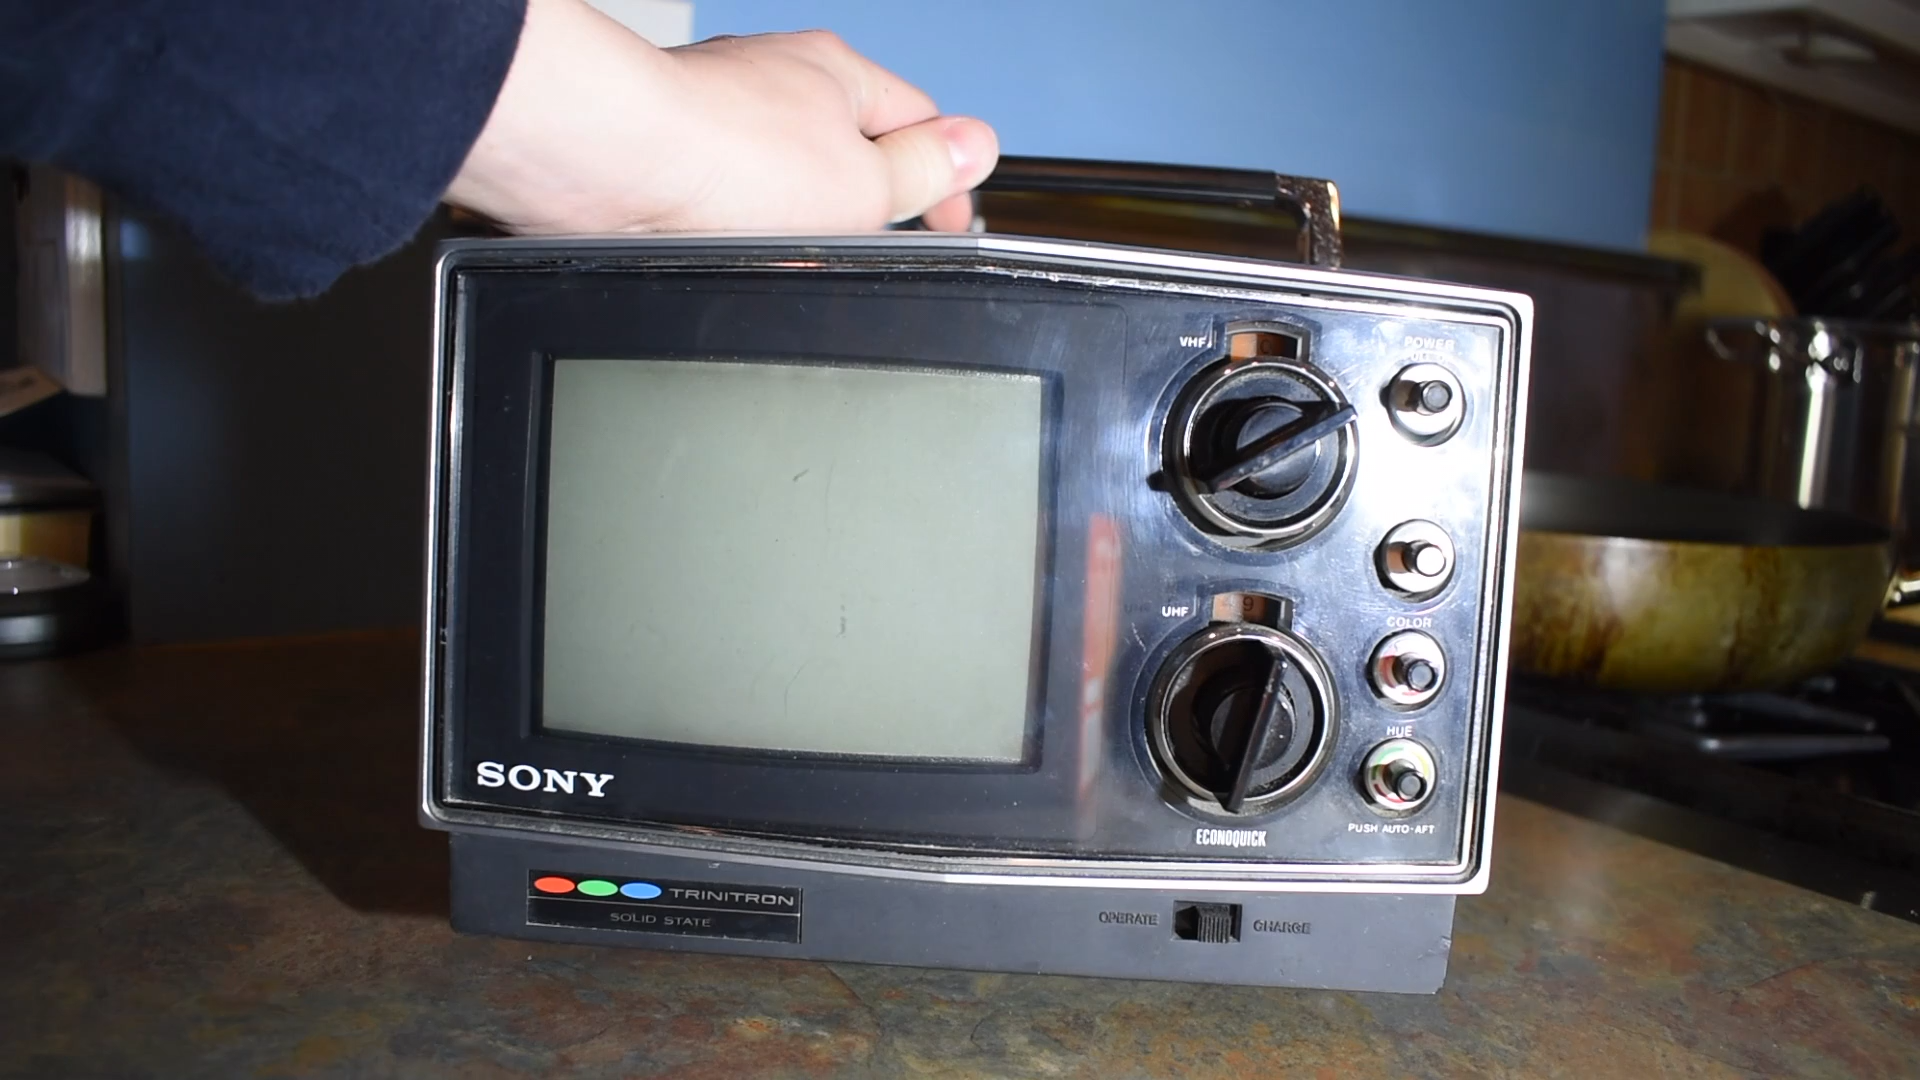 VHF
POWER
UHF
COLOR
HUE
SONY
ECONOQUICK
PUSH AUTO-AFT
TRINITRON
SOLID STATE
OPERATE
CHARGE